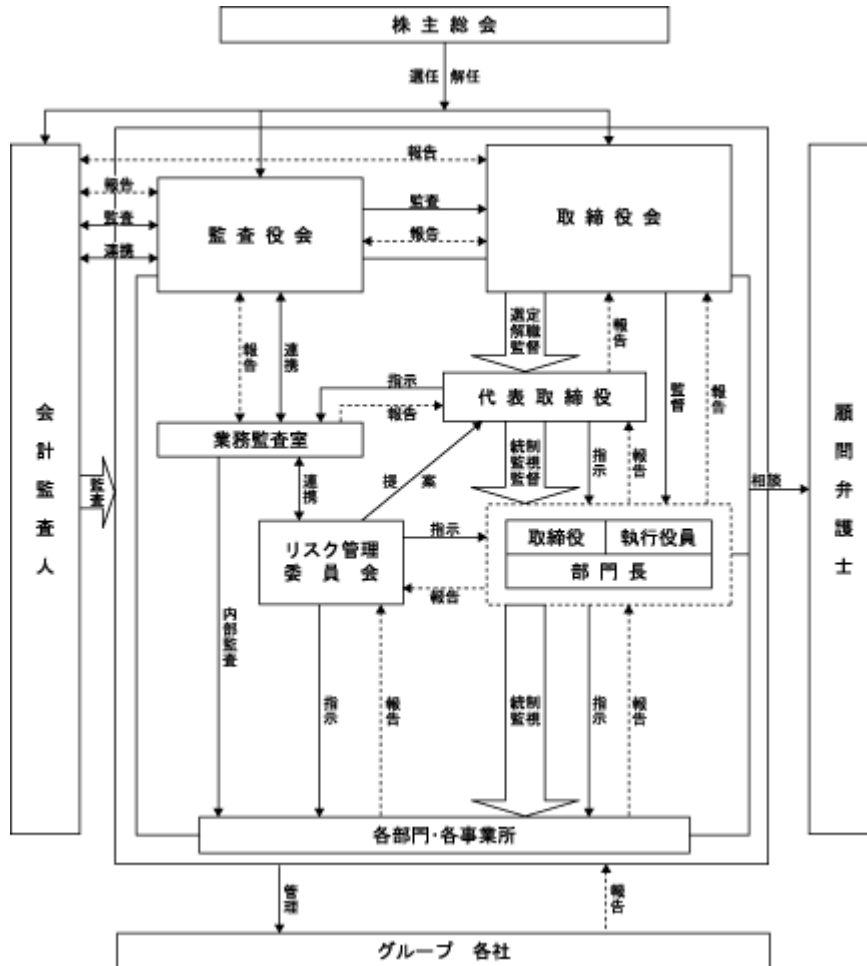 株主総会
選任 解任
報告
報告
監査
連携
監査役会
監査
報告
取締役会
会計監査人
顧問弁護士
報告
連携
選定
解職
監督
報告
監督
報告
指示
報告
代表取締役
業務監査室
連携
提案
統制
監視
監督
指示
報告
監査
相談
リスク管理
委員会
指示
報告
取締役
執行役員
部門長
内部監査
指示
報告
統制
監視
指示
報告
各部門・各事業所
管理
報告
グループ 各社